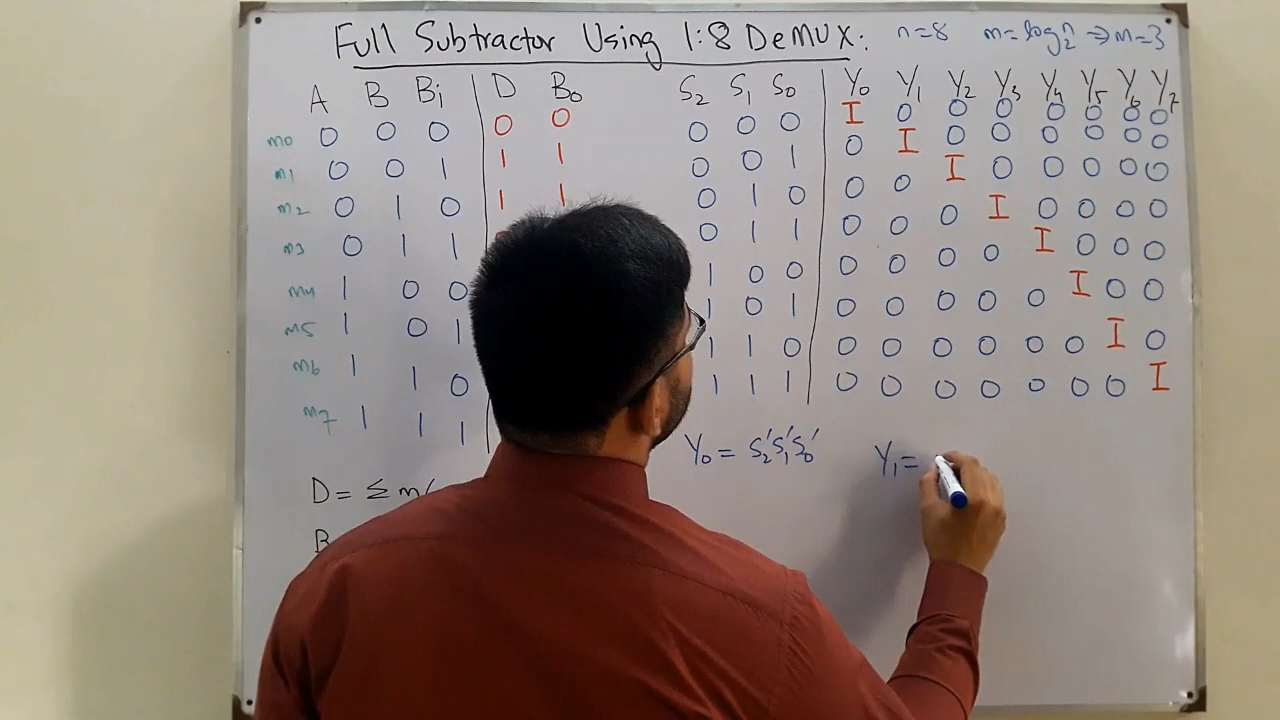 Full Subtractor Using 1:8 DeMUX: n=8 m=log₂n ⇒ m=3
A B Bi D B0 S2 S1 S0 Y0 Y1 Y2 Y3 Y4 Y5 Y6 Y7
m0 0 0 0 0 0 0 0 0 I 0 0 0 0 0 0 0
m1 0 0 1 1 1 0 0 1 0 I 0 0 0 0 0 0
m2 0 1 0 1 1 0 1 0 0 0 I 0 0 0 0 0
m3 0 1 1 0 1 1 0 0 0 I 0 0 0 0
m4 1 0 0 1 0 0 0 0 0 0 I 0 0 0
m5 1 0 1 1 0 1 0 0 0 0 0 I 0 0
m6 1 1 0 1 1 0 0 0 0 0 0 0 I 0
m7 1 1 1 1 1 1 0 0 0 0 0 0 0 I
Y0 = S2'S1'S0' Y1 =
D = Σm(
B